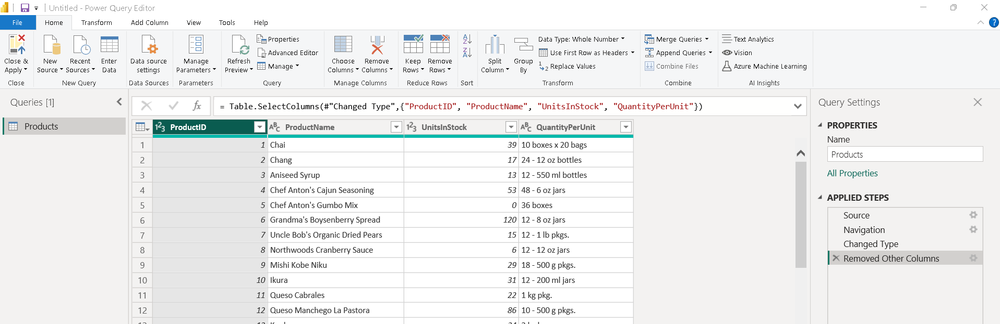 Untitled - Power Query Editor
File Home Transform Add Column View Tools Help
Close & Apply
Close
New Source
Recent Sources
Enter Data
New Query
Data source settings
Data Sources
Manage Parameters
Parameters
Refresh Preview
Properties
Advanced Editor
Manage
Query
Choose Columns
Remove Columns
Manage Columns
Keep Rows
Remove Rows
Reduce Rows
A Z
Z A
Sort
Split Column
Group By
Data Type: Whole Number
Use First Row as Headers
1 2 Replace Values
Transform
Merge Queries
Append Queries
Combine Files
Combine
Text Analytics
Vision
Azure Machine Learning
AI Insights
?
Queries [1]
Products
fx = Table.SelectColumns(#"Changed Type",{"ProductID", "ProductName", "UnitsInStock", "QuantityPerUnit"})
123 ProductID ABC ProductName 123 UnitsInStock ABC QuantityPerUnit
1 1 Chai 39 10 boxes x 20 bags
2 2 Chang 17 24 - 12 oz bottles
3 3 Aniseed Syrup 13 12 - 550 ml bottles
4 4 Chef Anton's Cajun Seasoning 53 48 - 6 oz jars
5 5 Chef Anton's Gumbo Mix 0 36 boxes
6 6 Grandma's Boysenberry Spread 120 12 - 8 oz jars
7 7 Uncle Bob's Organic Dried Pears 15 12 - 1 lb pkgs.
8 8 Northwoods Cranberry Sauce 6 12 - 12 oz jars
9 9 Mishi Kobe Niku 29 18 - 500 g pkgs.
10 10 Ikura 31 12 - 200 ml jars
11 11 Queso Cabrales 22 1 kg pkg.
12 12 Queso Manchego La Pastora 86 10 - 500 g pkgs.
Query Settings
PROPERTIES
Name
Products
All Properties
APPLIED STEPS
Source
Navigation
Changed Type
Removed Other Columns